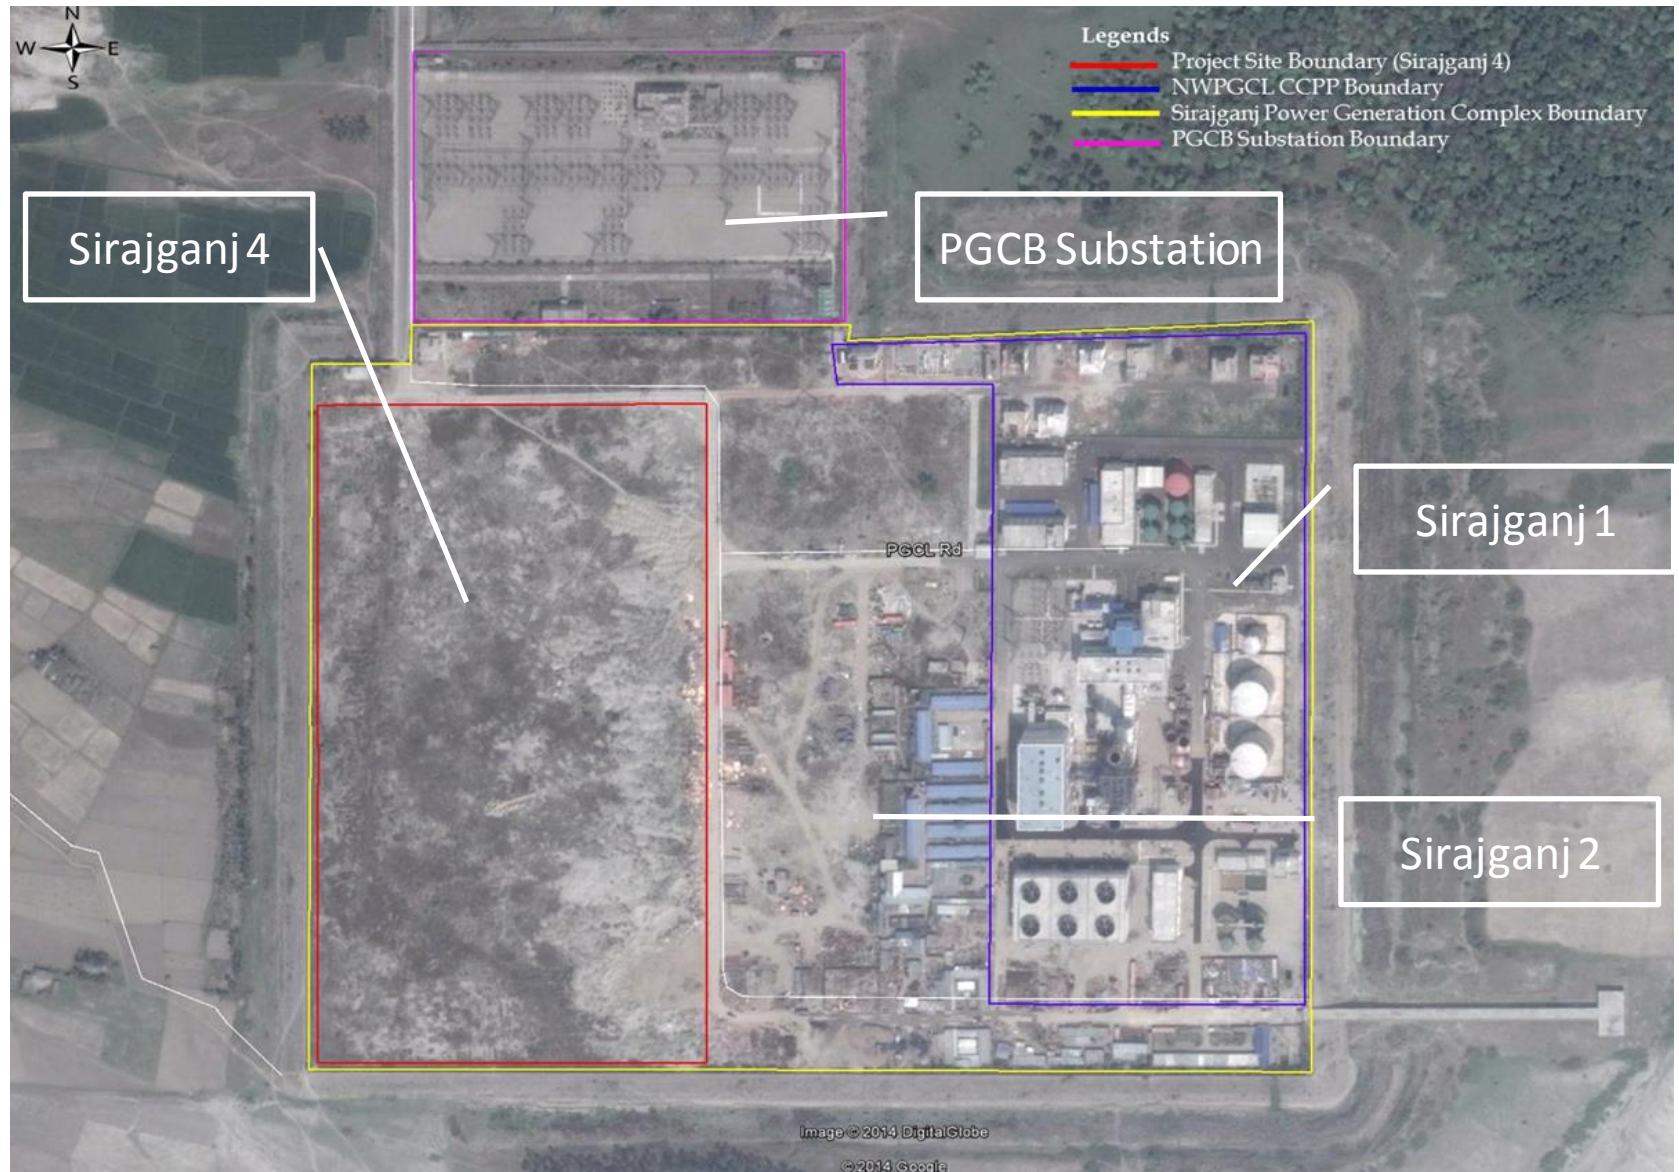 N
W E
S
Legends
Project Site Boundary (Sirajganj 4)
NWPGCL CCPP Boundary
Sirajganj Power Generation Complex Boundary
PGCB Substation Boundary
Sirajganj 4
PGCB Substation
Sirajganj 1
PGCL Rd
Sirajganj 2
Image © 2014 DigitalGlobe
© 2014 Google